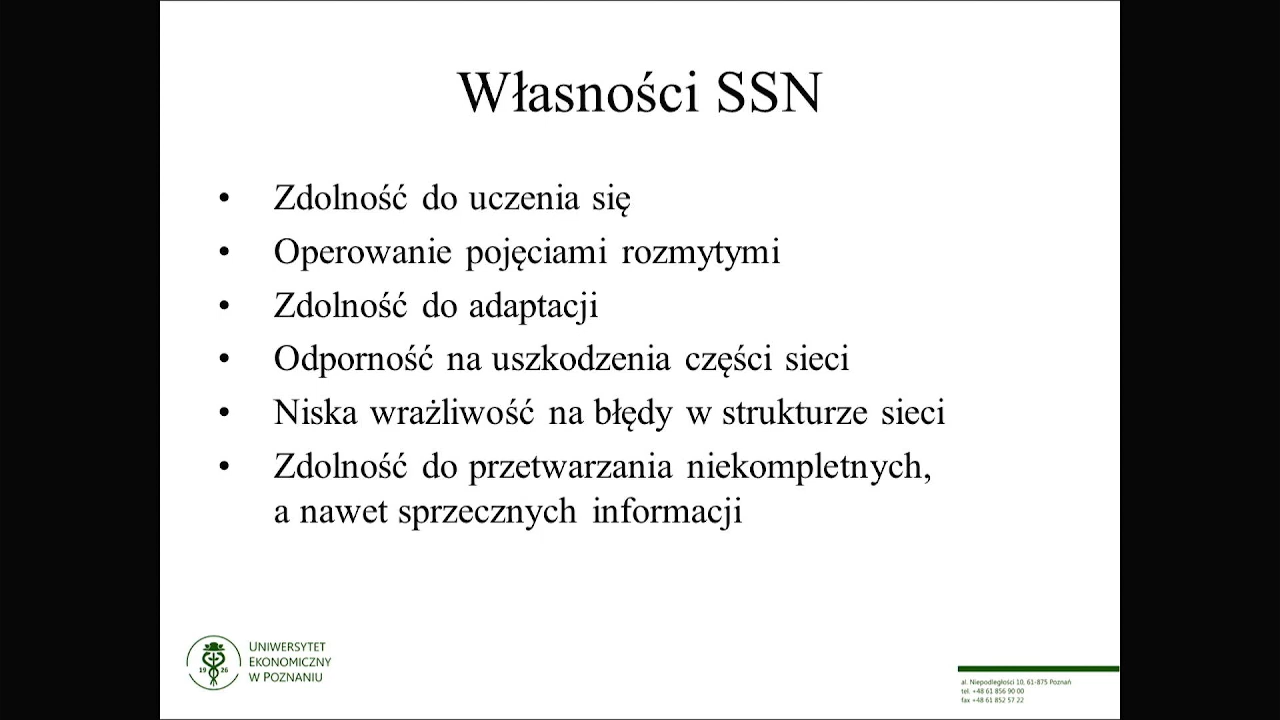 Własności SSN
• Zdolność do uczenia się
• Operowanie pojęciami rozmytymi
• Zdolność do adaptacji
• Odporność na uszkodzenia części sieci
• Niska wrażliwość na błędy w strukturze sieci
• Zdolność do przetwarzania niekompletnych,
a nawet sprzecznych informacji
19 26
UNIWERSYTET
EKONOMICZNY
W POZNANIU
al. Niepodległości 10, 61-875 Poznań
tel. +48 61 856 90 00
fax +48 61 852 57 22